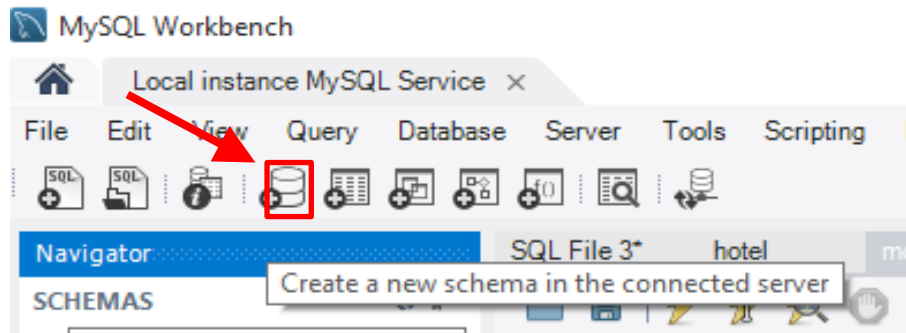 MySQL Workbench
Local instance MySQL Service ×
File Edit View Query Database Server Tools Scripting
SQL SQL f()
Navigator SQL File 3* hotel
Create a new schema in the connected server
SCHEMAS